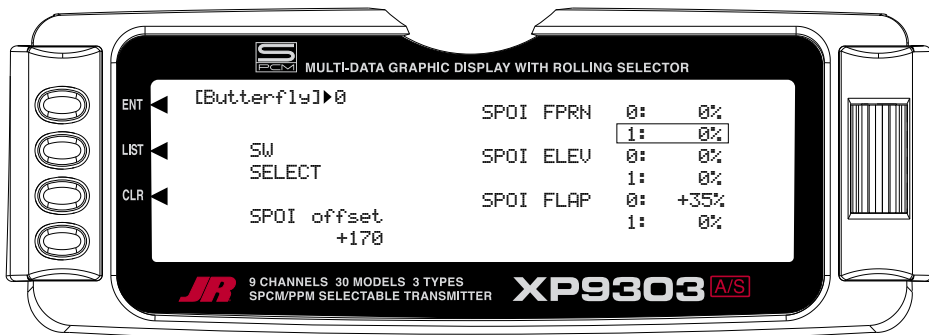 S
PCM
MULTI-DATA GRAPHIC DISPLAY WITH ROLLING SELECTOR
ENT
LIST
CLR
[Butterfly]▶0
SW
SELECT
SPOI offset
+170
SPOI FPRN 0: 0%
1: 0%
SPOI ELEV 0: 0%
1: 0%
SPOI FLAP 0: +35%
1: 0%
JR
9 CHANNELS 30 MODELS 3 TYPES
SPCM/PPM SELECTABLE TRANSMITTER
XP9303 A/S